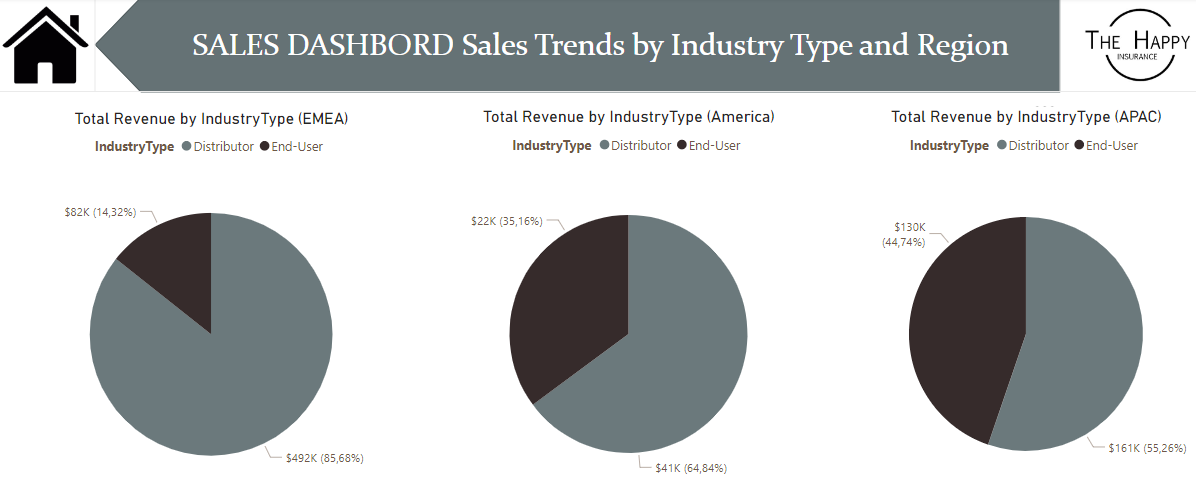 SALES DASHBORD Sales Trends by Industry Type and Region
THE HAPPY
INSURANCE
Total Revenue by IndustryType (EMEA)
IndustryType Distributor End-User
$82K (14,32%)
$492K (85,68%)
Total Revenue by IndustryType (America)
IndustryType Distributor End-User
$22K (35,16%)
$41K (64,84%)
Total Revenue by IndustryType (APAC)
IndustryType Distributor End-User
$130K
(44,74%)
$161K (55,26%)